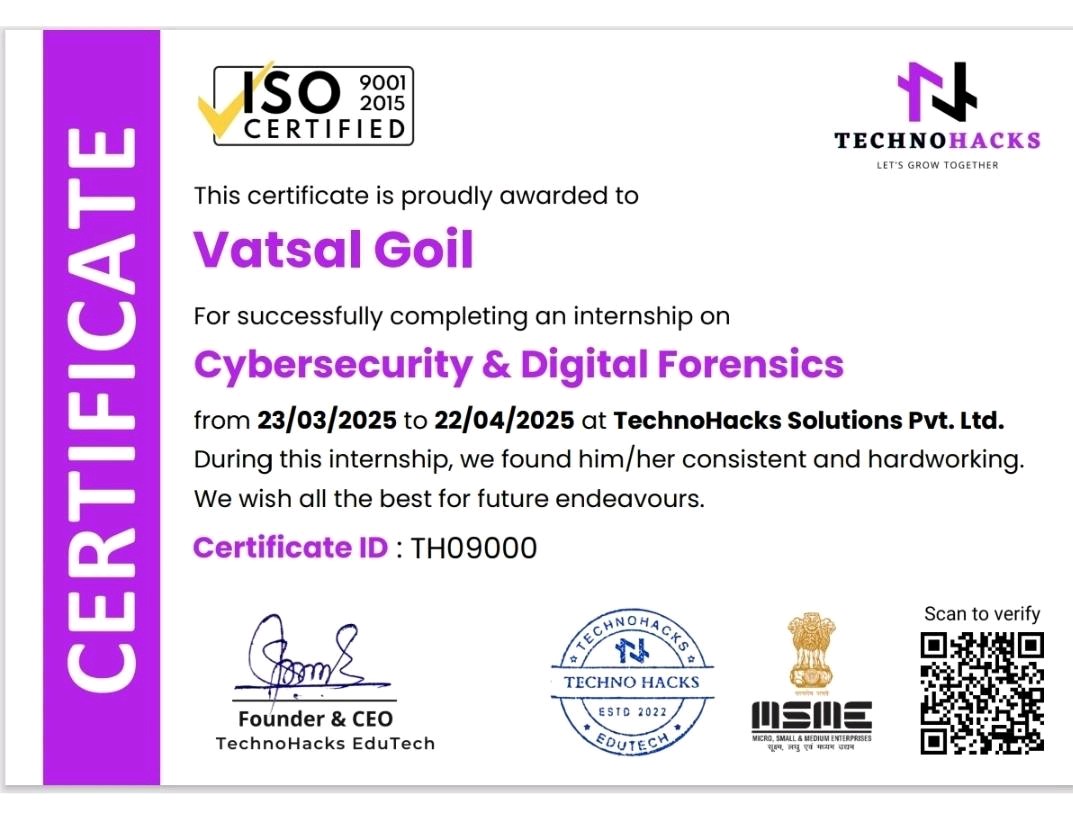 CERTIFICATE
ISO 9001
2015
CERTIFIED
TECHNOHACKS
LET'S GROW TOGETHER
This certificate is proudly awarded to
Vatsal Goil
For successfully completing an internship on
Cybersecurity & Digital Forensics
from 23/03/2025 to 22/04/2025 at TechnoHacks Solutions Pvt. Ltd.
During this internship, we found him/her consistent and hardworking.
We wish all the best for future endeavours.
Certificate ID : TH09000
Founder & CEO
TechnoHacks EduTech
TECHNOHACKS
TECHNO HACKS
ESTD 2022
EDUTECH
सत्यमेव जयते
MSME
MICRO, SMALL & MEDIUM ENTERPRISES
सूक्ष्म, लघु एवं मध्यम उद्यम
Scan to verify